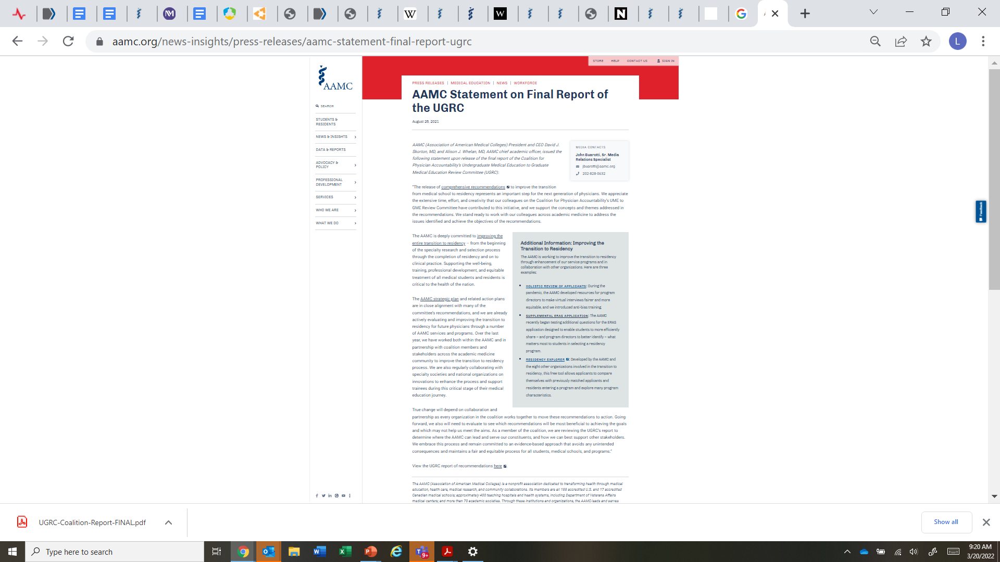 aamc.org/news-insights/press-releases/aamc-statement-final-report-ugrc
L
STORE HELP CONTACT US SIGN IN
AAMC
SEARCH
STUDENTS &
RESIDENTS
NEWS & INSIGHTS
DATA & REPORTS
ADVOCACY &
POLICY
PROFESSIONAL
DEVELOPMENT
SERVICES
WHO WE ARE
WHAT WE DO
PRESS RELEASES | MEDICAL EDUCATION | NEWS | WORKFORCE
AAMC Statement on Final Report of
the UGRC
August 26, 2021
AAMC (Association of American Medical Colleges) President and CEO David J.
Skorton, MD, and Alison J. Whelan, MD, AAMC chief academic officer, issued the
following statement upon release of the final report of the Coalition for
Physician Accountability's Undergraduate Medical Education to Graduate
Medical Education Review Committee (UGRC):
MEDIA CONTACTS
John Buarotti, Sr. Media
Relations Specialist
jbuarotti@aamc.org
202-828-0632
"The release of comprehensive recommendations to improve the transition
from medical school to residency represents an important step for the next generation of physicians. We appreciate
the extensive time, effort, and creativity that our colleagues on the Coalition for Physician Accountability's UME to
GME Review Committee have contributed to this initiative, and we support the concepts and themes addressed in
the recommendations. We stand ready to work with our colleagues across academic medicine to address the
issues identified and achieve the objectives of the recommendations.
The AAMC is deeply committed to improving the
entire transition to residency – from the beginning
of the specialty research and selection process
through the completion of residency and on to
clinical practice. Supporting the well-being,
training, professional development, and equitable
treatment of all medical students and residents is
critical to the health of the nation.
The AAMC strategic plan and related action plans
are in close alignment with many of the
committee's recommendations, and we are already
actively evaluating and improving the transition to
residency for future physicians through a number
of AAMC services and programs. Over the last
year, we have worked both within the AAMC and in
partnership with coalition members and
stakeholders across the academic medicine
community to improve the transition to residency
process. We are also regularly collaborating with
specialty societies and national organizations on
innovations to enhance the process and support
trainees during this critical stage of their medical
education journey.
Additional Information: Improving the
Transition to Residency
The AAMC is working to improve the transition to residency
through enhancement of our service programs and in
collaboration with other organizations. Here are three
examples:
• HOLISTIC REVIEW OF APPLICANTS: During the
pandemic, the AAMC developed resources for program
directors to make virtual interviews fairer and more
equitable, and we introduced anti-bias training.
• SUPPLEMENTAL ERAS APPLICATION: The AAMC
recently began testing additional questions for the ERAS
application designed to enable students to more efficiently
share – and program directors to better identify – what
matters most to students in selecting a residency
program.
• RESIDENCY EXPLORER: Developed by the AAMC and
the eight other organizations involved in the transition to
residency, this free tool allows applicants to compare
themselves with previously matched applicants and
residents entering a program and explore many program
characteristics.
True change will depend on collaboration and
partnership as every organization in the coalition works together to move these recommendations to action. Going
forward, we also will need to evaluate to see which recommendations will be most beneficial to achieving the goals
and which may not help us meet the aims. As a member of the coalition, we are reviewing the UGRC's report to
determine where the AAMC can lead and serve our constituents, and how we can best support other stakeholders.
We embrace this process and remain committed to an evidence-based approach that avoids any unintended
consequences and maintains a fair and equitable process for all students, medical schools, and programs."
View the UGRC report of recommendations here.
The AAMC (Association of American Medical Colleges) is a nonprofit association dedicated to transforming health through medical
education, health care, medical research, and community collaborations. Its members are all 155 accredited U.S. and 17 accredited
Canadian medical schools; approximately 400 teaching hospitals and health systems, including Department of Veterans Affairs
medical centers; and more than 70 academic societies. Through these institutions and organizations, the AAMC leads and serves
Feedback
UGRC-Coalition-Report-FINAL.pdf
Show all
Type here to search
9+
9:20 AM
3/20/2022